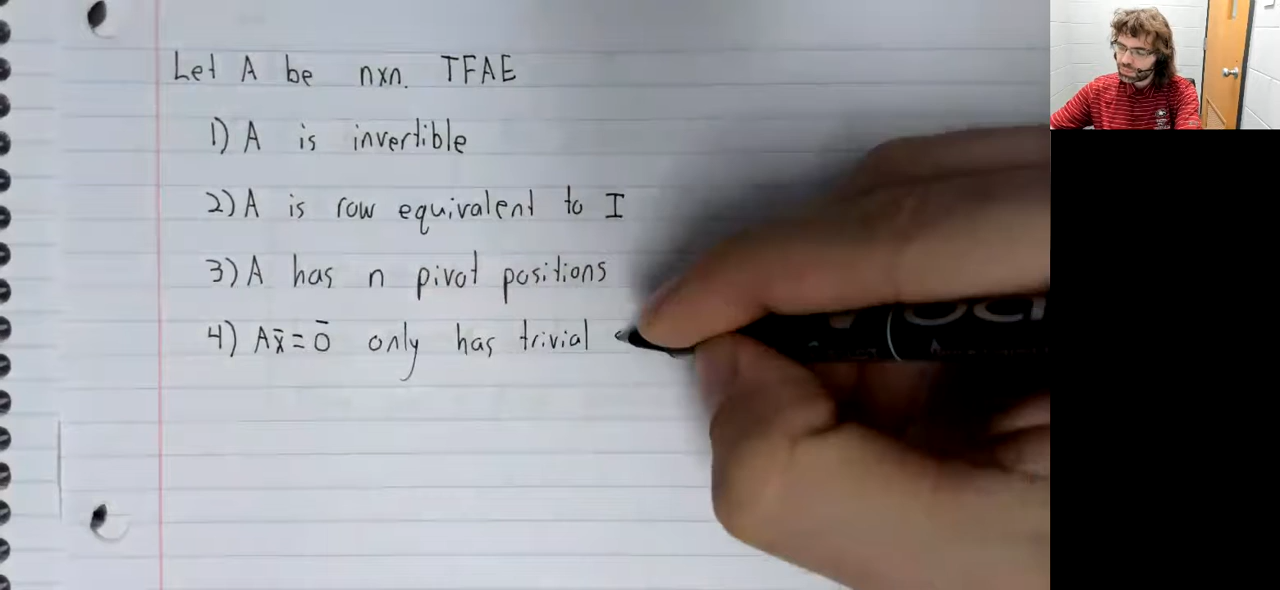 Let A be nxn. TFAE
1) A is invertible
2) A is row equivalent to I
3) A has n pivot positions
4) Ax̄ = ō only has trivial